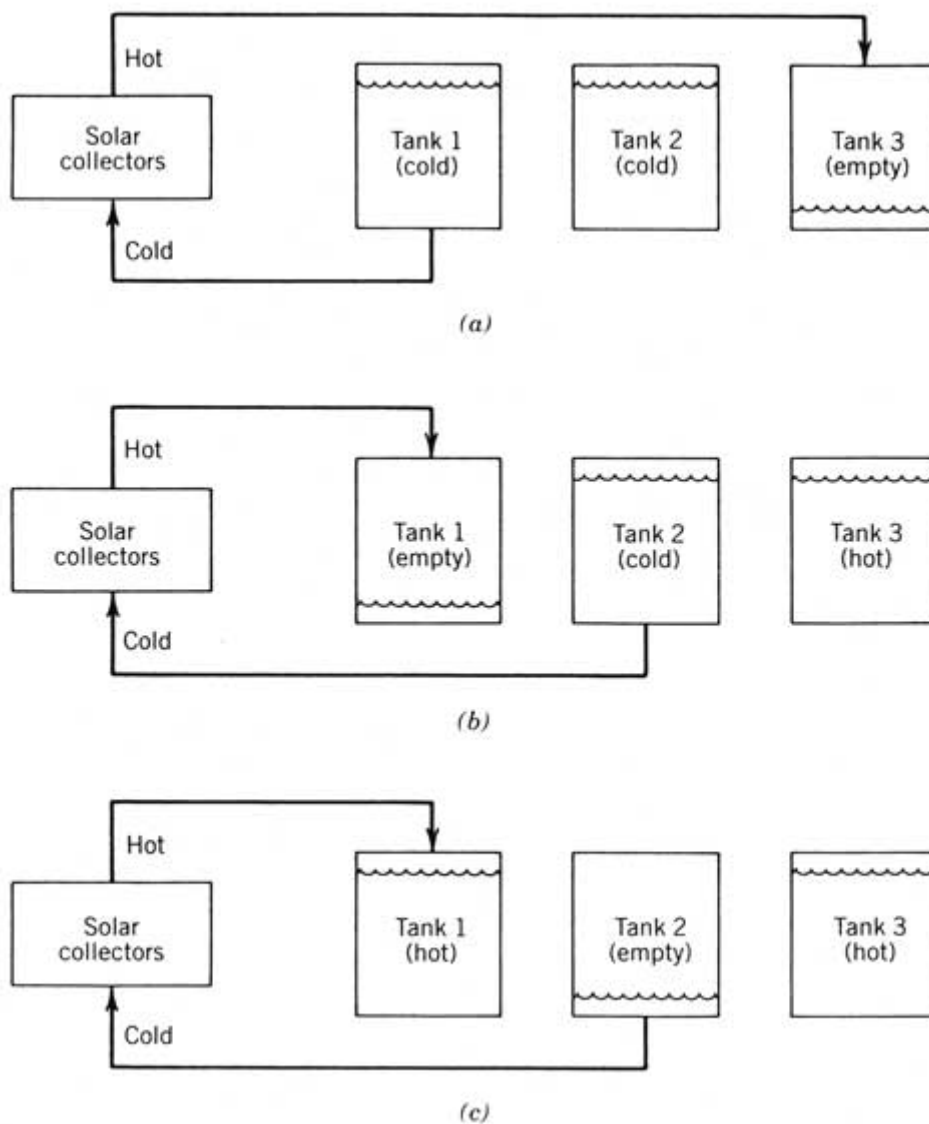 Hot
Solar
collectors
Cold
Tank 1
(cold)
Tank 2
(cold)
Tank 3
(empty)
(a)
Hot
Solar
collectors
Cold
Tank 1
(empty)
Tank 2
(cold)
Tank 3
(hot)
(b)
Hot
Solar
collectors
Cold
Tank 1
(hot)
Tank 2
(empty)
Tank 3
(hot)
(c)